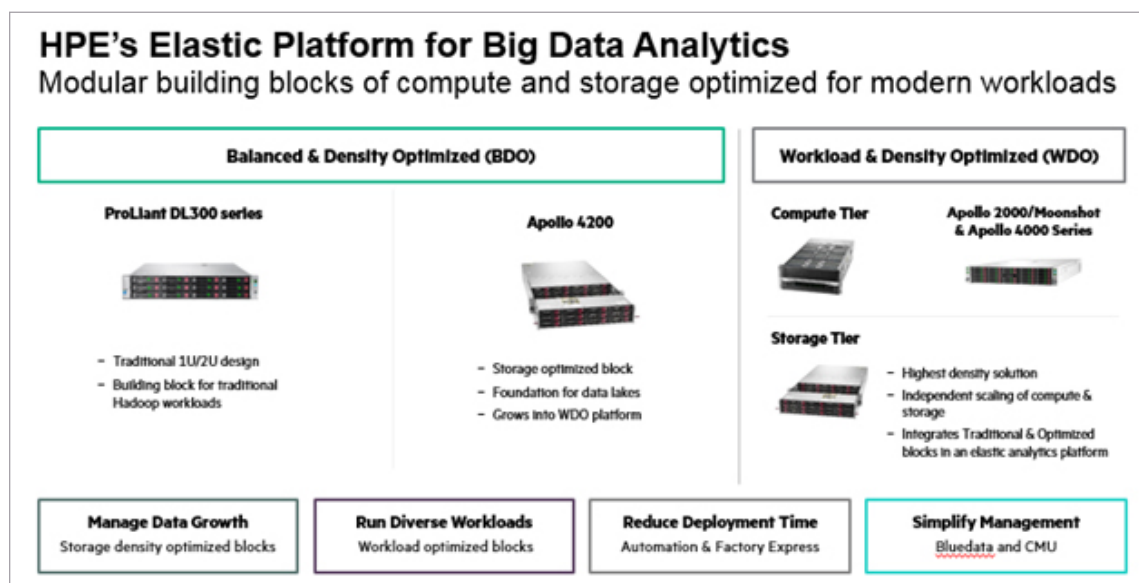 HPE's Elastic Platform for Big Data Analytics
Modular building blocks of compute and storage optimized for modern workloads
Balanced & Density Optimized (BDO)
ProLiant DL300 series
– Traditional 1U/2U design
– Building block for traditional
Hadoop workloads
Apollo 4200
– Storage optimized block
– Foundation for data lakes
– Grows into WDO platform
Workload & Density Optimized (WDO)
Compute Tier
Apollo 2000/Moonshot
& Apollo 4000 Series
Storage Tier
– Highest density solution
– Independent scaling of compute &
storage
– Integrates Traditional & Optimized
blocks in an elastic analytics platform
Manage Data Growth
Storage density optimized blocks
Run Diverse Workloads
Workload optimized blocks
Reduce Deployment Time
Automation & Factory Express
Simplify Management
Bluedata and CMU